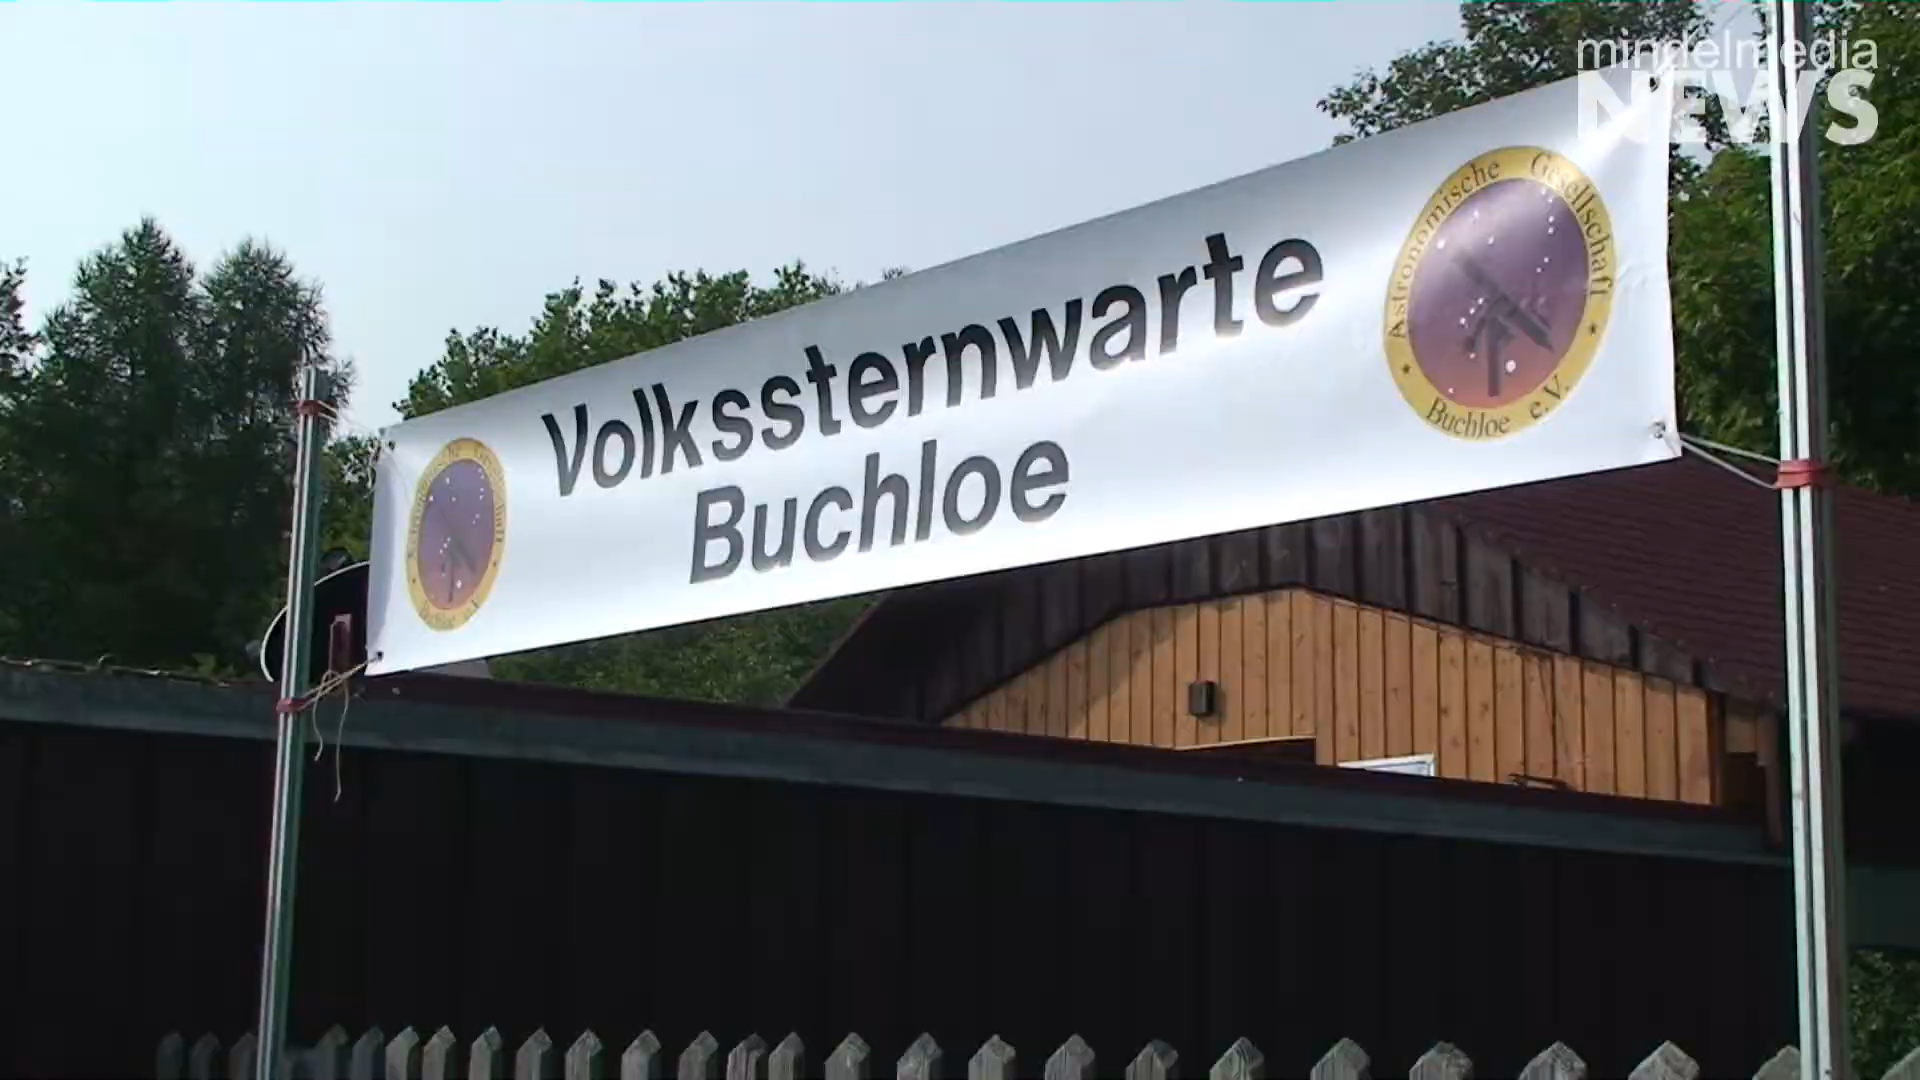 mindelmedia
NEWS
Volkssternwarte
Buchloe
Astronomische Gesellschaft
Buchloe e.V.